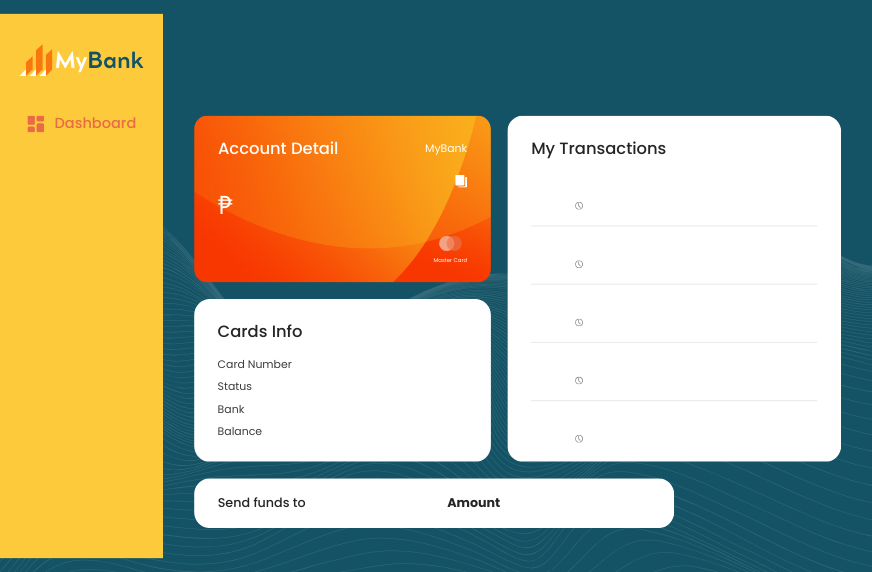 MyBank
Dashboard
Account Detail
MyBank
₱
Master Card
My Transactions
Cards Info
Card Number
Status
Bank
Balance
Send funds to
Amount